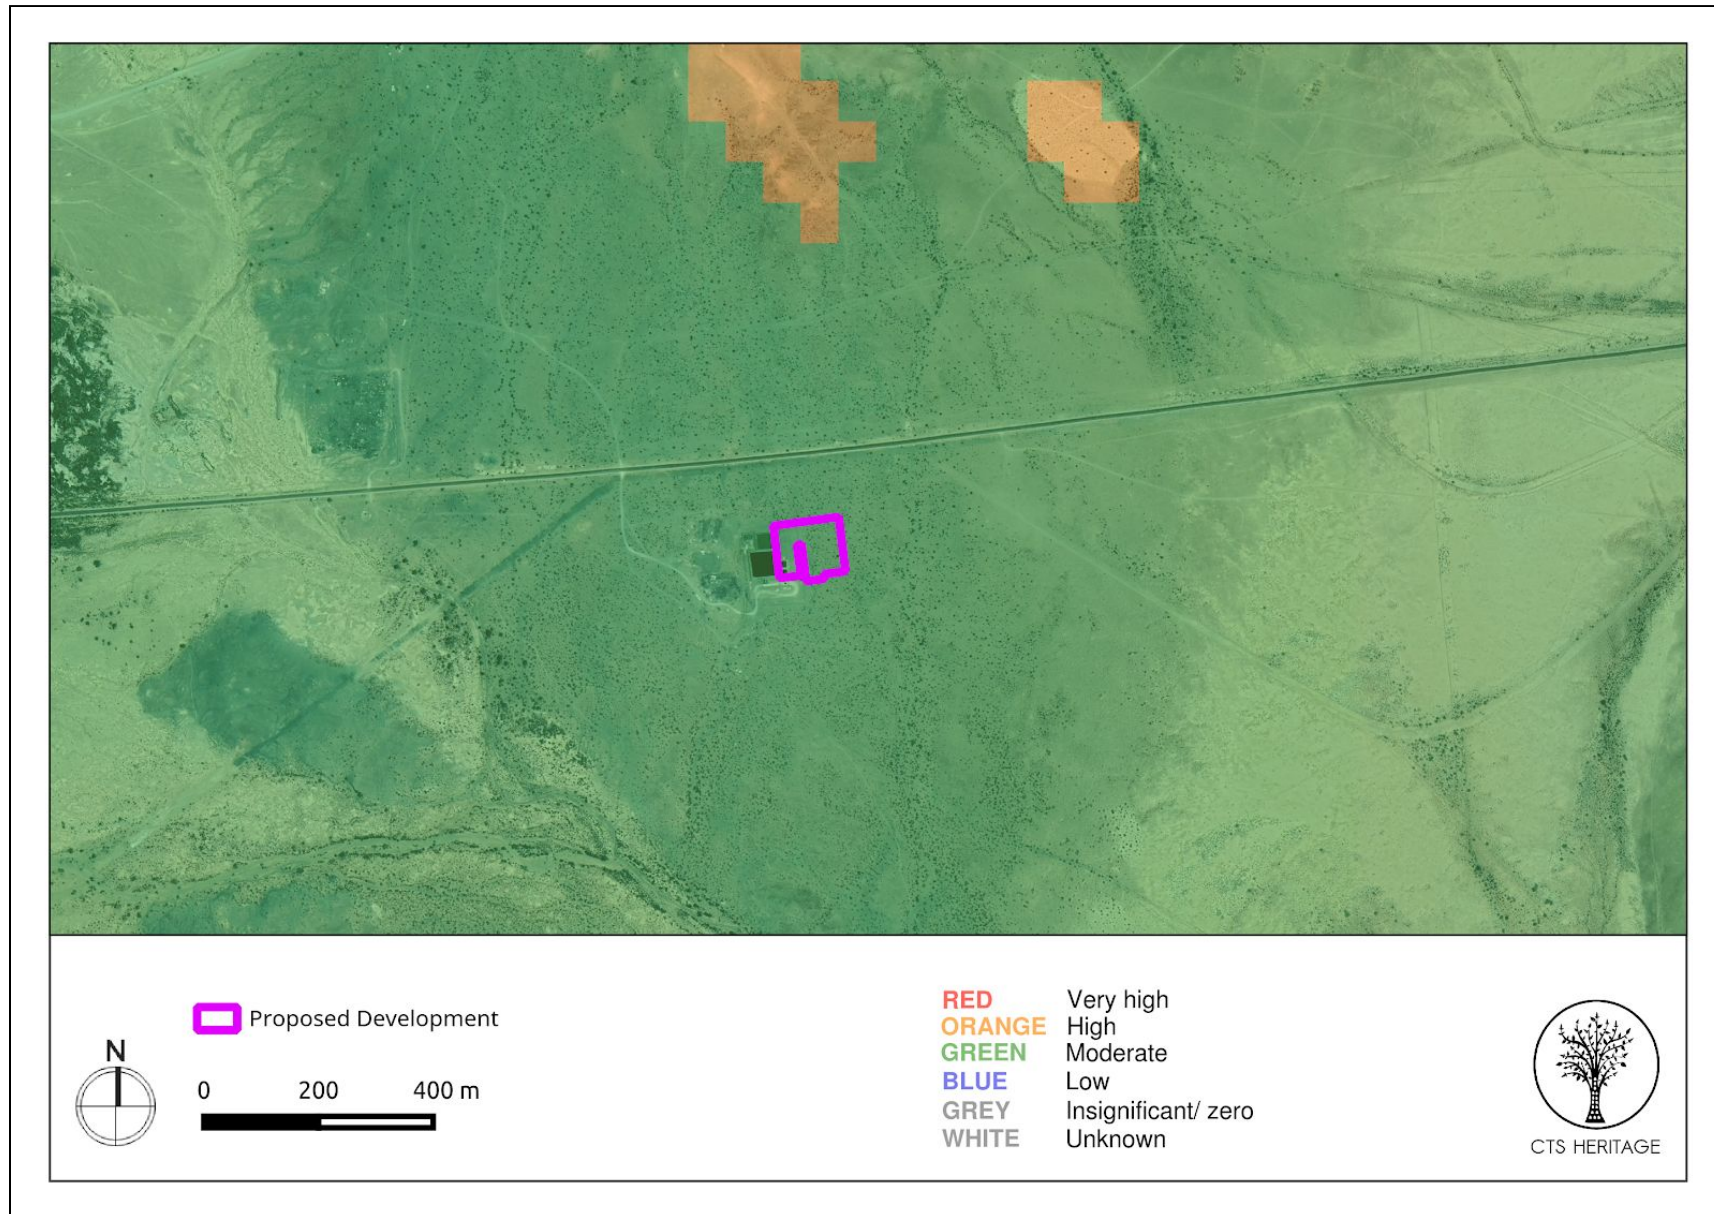 Proposed Development
N
0 200 400 m
RED Very high
ORANGE High
GREEN Moderate
BLUE Low
GREY Insignificant/ zero
WHITE Unknown
CTS HERITAGE